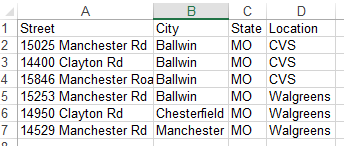 A B C D
1 Street City State Location
2 15025 Manchester Rd Ballwin MO CVS
3 14400 Clayton Rd Ballwin MO CVS
4 15846 Manchester Roa Ballwin MO CVS
5 15253 Manchester Rd Ballwin MO Walgreens
6 14950 Clayton Rd Chesterfield MO Walgreens
7 14529 Manchester Rd Manchester MO Walgreens